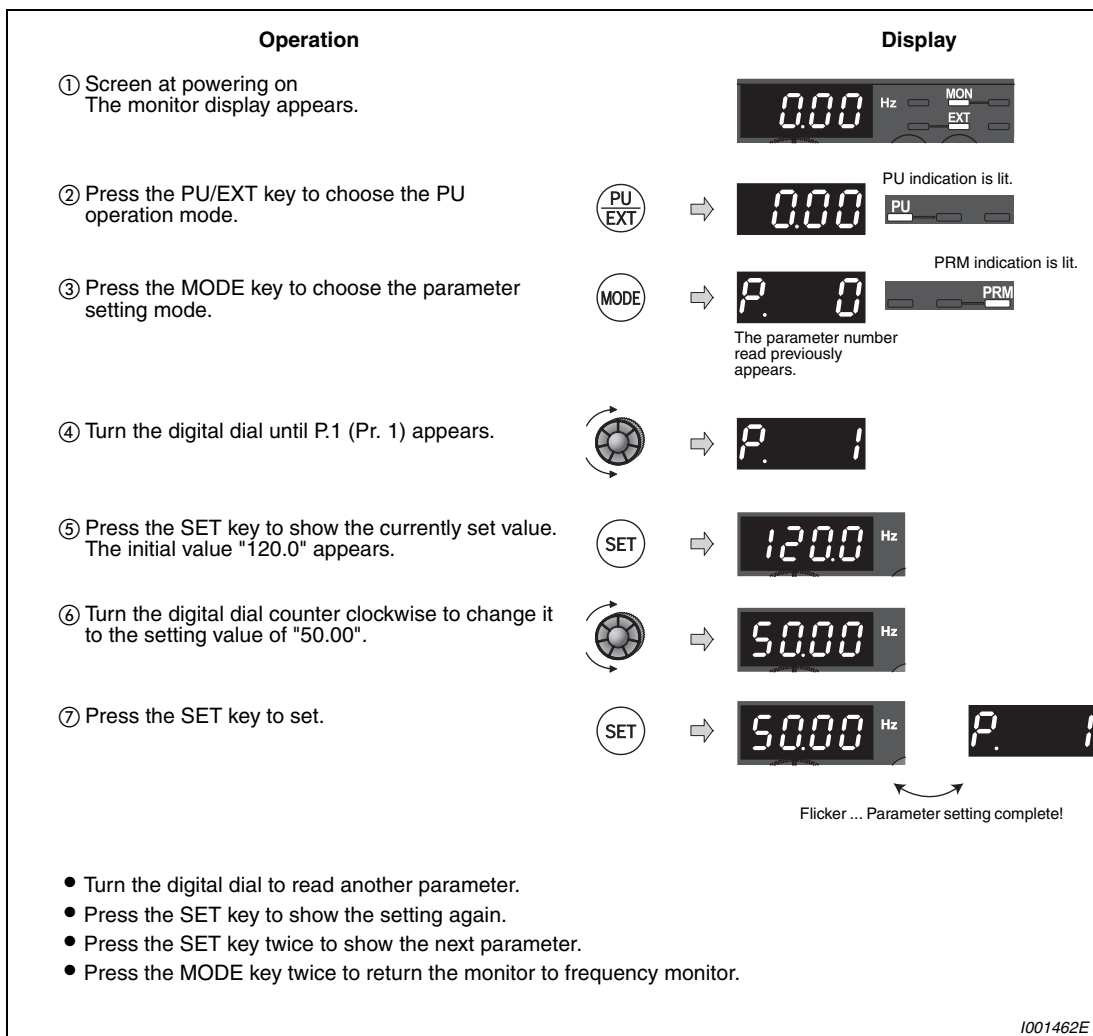 Operation
Display
① Screen at powering on
The monitor display appears.
0.00 Hz MON
EXT
② Press the PU/EXT key to choose the PU
operation mode.
PU
EXT
0.00
PU indication is lit.
PU
③ Press the MODE key to choose the parameter
setting mode.
MODE
P. 0
PRM indication is lit.
PRM
The parameter number
read previously
appears.
④ Turn the digital dial until P.1 (Pr. 1) appears.
P. 1
⑤ Press the SET key to show the currently set value.
The initial value "120.0" appears.
SET
120.0 Hz
⑥ Turn the digital dial counter clockwise to change it
to the setting value of "50.00".
50.00 Hz
⑦ Press the SET key to set.
SET
50.00 Hz
P. 1
Flicker ... Parameter setting complete!
● Turn the digital dial to read another parameter.
● Press the SET key to show the setting again.
● Press the SET key twice to show the next parameter.
● Press the MODE key twice to return the monitor to frequency monitor.
I001462E